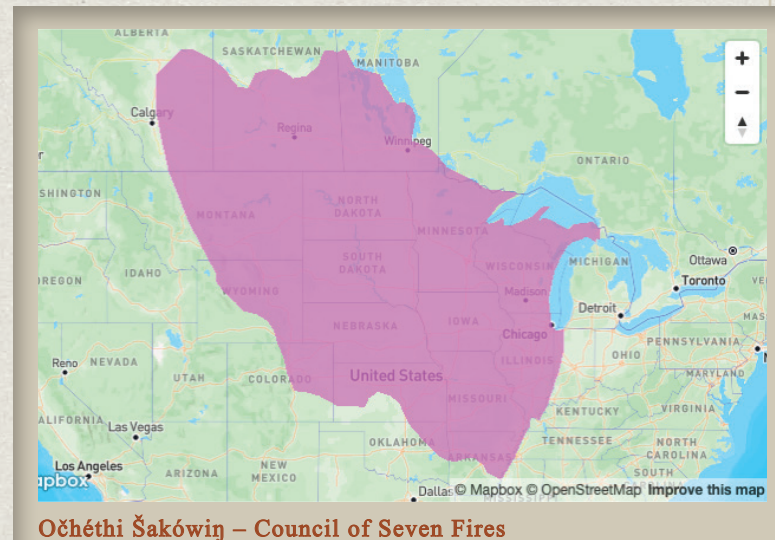 ALBERTA
SASKATCHEWAN
MANITOBA
+
−
Calgary
Regina
Winnipeg
ONTARIO
SHINGTON
MONTANA
NORTH
DAKOTA
MINNESOTA
Ottawa
OREGON
IDAHO
SOUTH
DAKOTA
WISCONSIN
MICHIGAN
Toronto
WYOMING
Madison
Detroit
NEBRASKA
IOWA
Chicago
PENNSYLVANIA
Reno
NEVADA
UTAH
COLORADO
United States
ILLINOIS
OHIO
MARYLAND
MISSOURI
KENTUCKY
VIRGINIA
CALIFORNIA
Las Vegas
OKLAHOMA
TENNESSEE
NORTH
CAROLINA
Los Angeles
ARIZONA
NEW
MEXICO
ARKANSAS
SOUTH
mapbox
Dallas
© Mapbox © OpenStreetMap Improve this map
Očhéthi Šakówiŋ – Council of Seven Fires